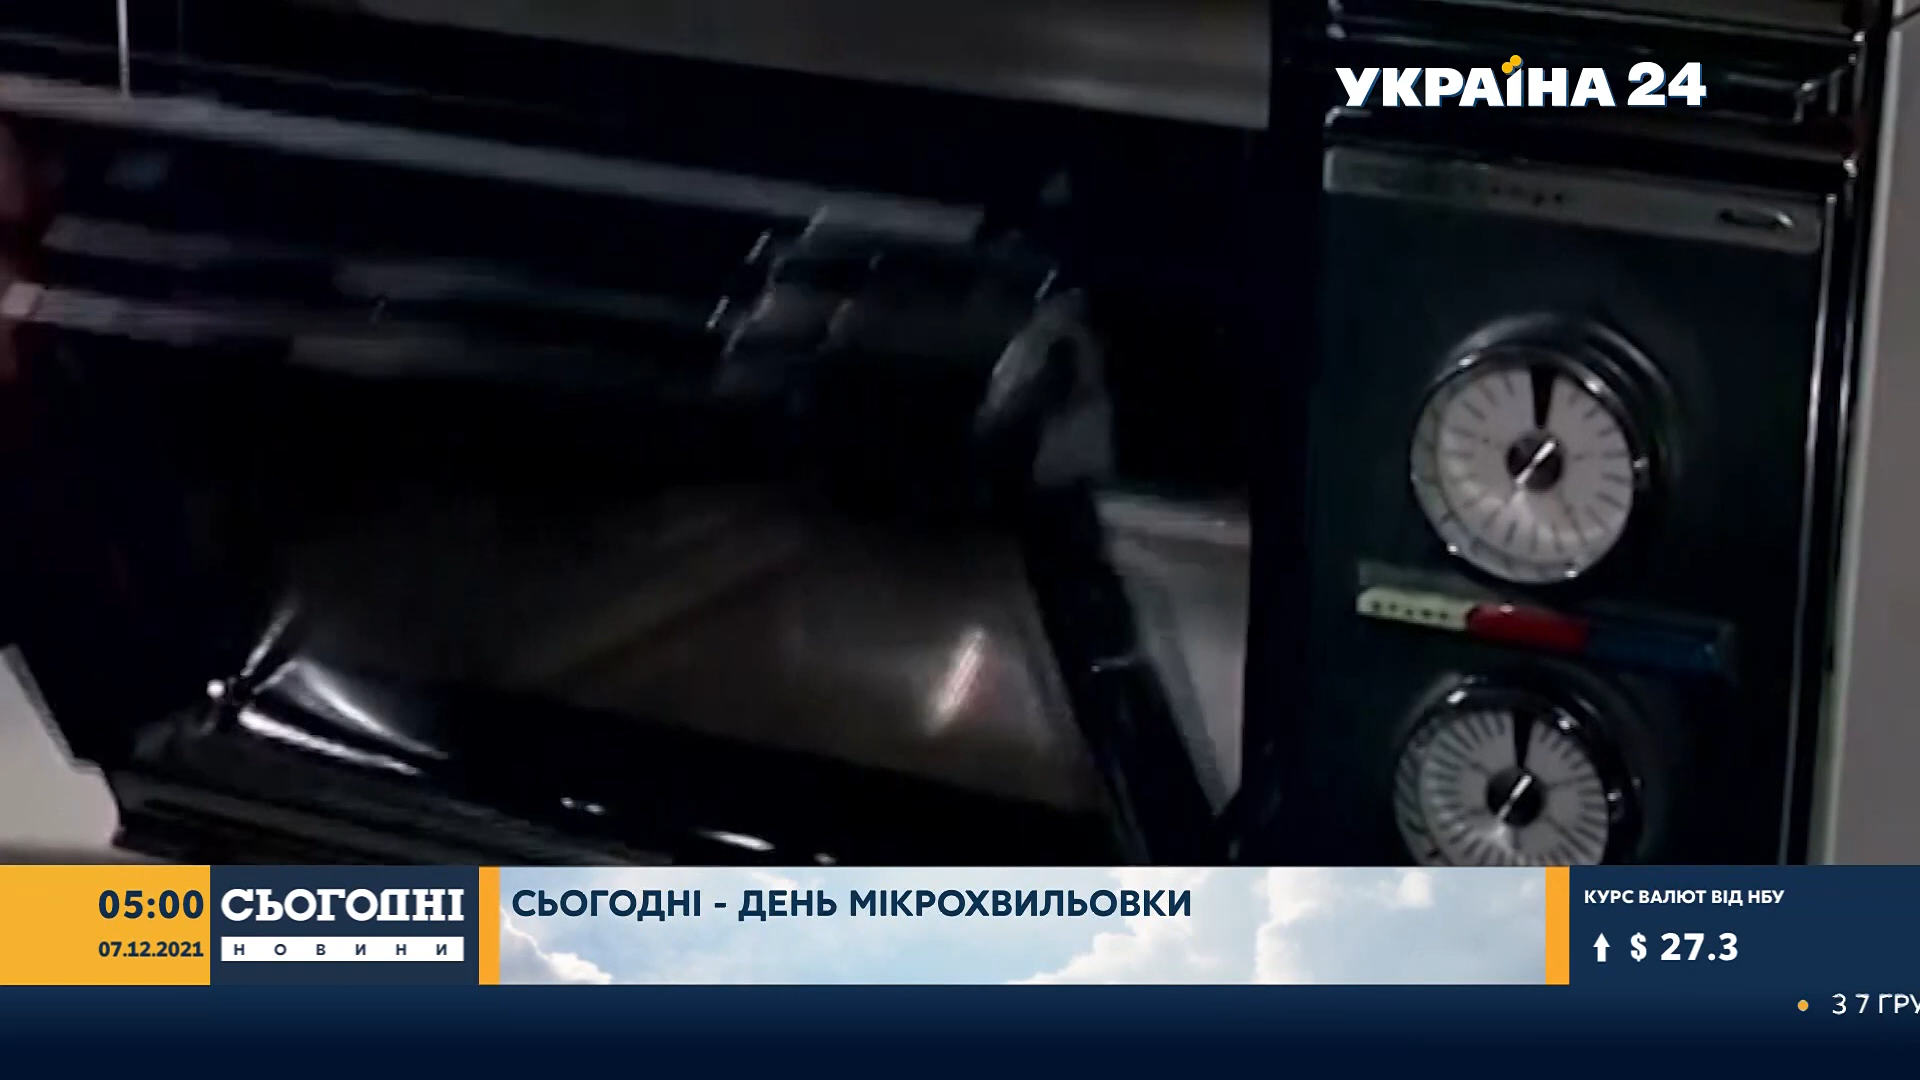 УКРАЇНА 24
05:00
07.12.2021
СЬОГОДНІ
НОВИНИ
СЬОГОДНІ - ДЕНЬ МІКРОХВИЛЬОВКИ
КУРС ВАЛЮТ ВІД НБУ
$ 27.3
З 7 ГРУ